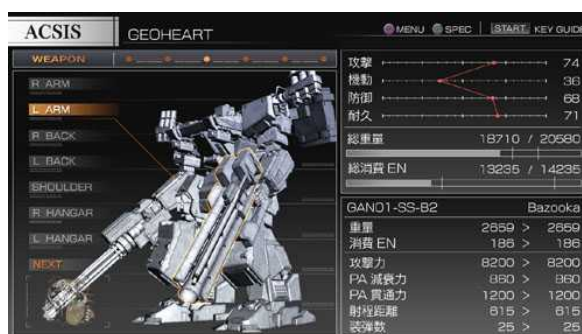 ACSIS
GEOHEART
MENU SPEC START KEY GUIDE
WEAPON
R ARM
L ARM
R BACK
L BACK
SHOULDER
R HANGAR
L HANGAR
NEXT
攻撃 74
機動 36
防御 68
耐久 71
総重量 18710 / 20580
総消費EN 13235 / 14235
GAN01-SS-B2 Bazooka
重量 2659 > 2659
消費EN 186 > 186
攻撃力 8200 > 8200
PA 減衰力 860 > 860
PA 貫通力 1200 > 1200
射程距離 615 > 615
装弾数 25 > 25